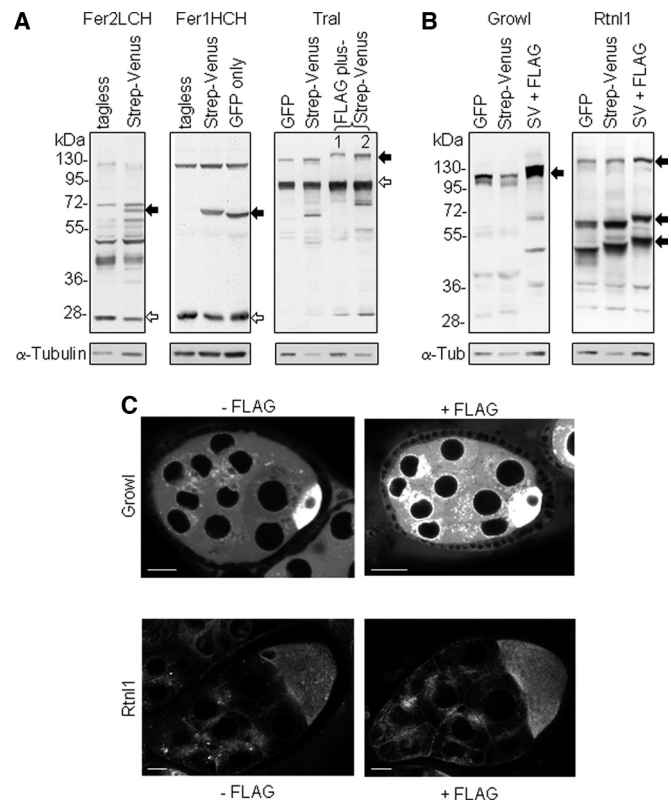 A
Fer2LCH
Fer1HCH
Tral
tagless
Strep-Venus
tagless
Strep-Venus
GFP only
GFP
Strep-Venus
FLAG plus-
Strep-Venus
1
2
kDa
130-
95-
72-
55-
36-
28-
α-Tubulin
B
Growl
Rtnl1
GFP
Strep-Venus
SV + FLAG
GFP
Strep-Venus
SV + FLAG
kDa
130-
95-
72-
55-
36-
28-
α-Tub
C
- FLAG
+ FLAG
Growl
Rtnl1
- FLAG
+ FLAG